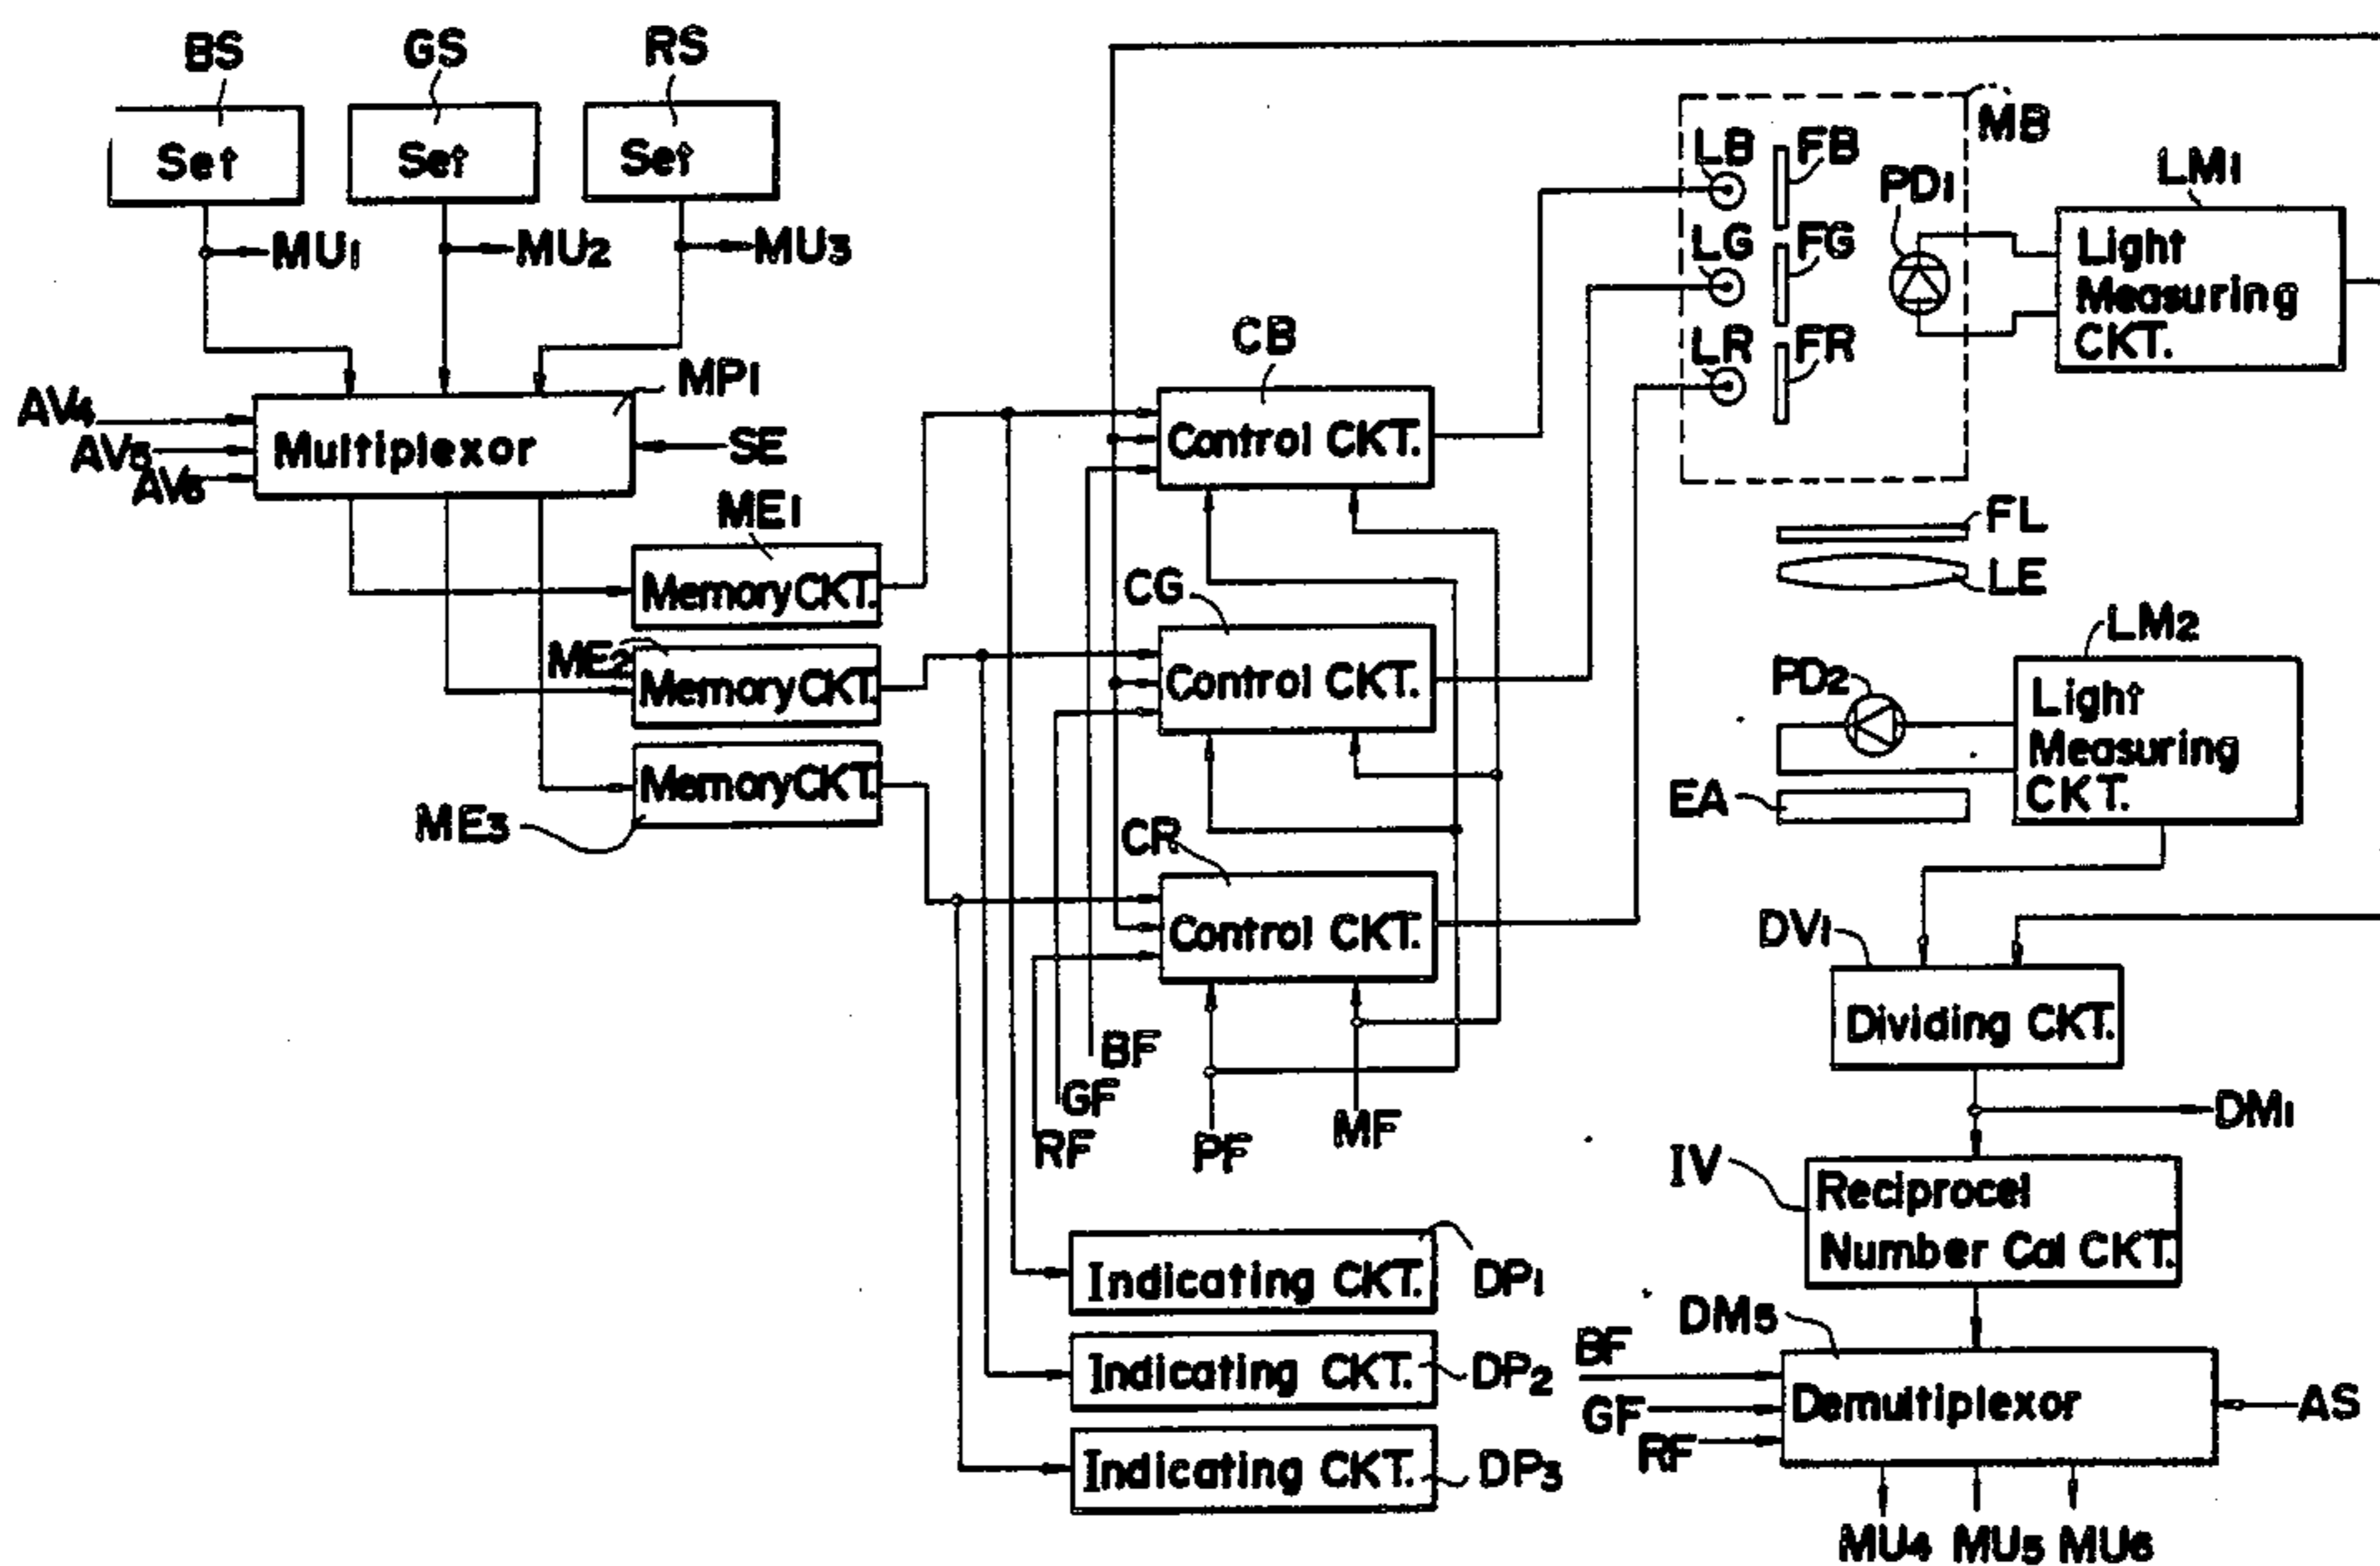 BS GS RS
Set Set Set
MU1 MU2 MU3
MP1
AV4
AV5
AV6
Multiplexor
SE
ME1
Memory CKT.
ME2
Memory CKT.
ME3
Memory CKT.
CB
Control CKT.
CG
Control CKT.
CR
Control CKT.
BF
GF
RF
PF
MF
Indicating CKT.
DP1
Indicating CKT.
DP2
Indicating CKT.
DP3
MB
LB FB
LG FG
LR FR
PD1
LM1
Light
Measuring
CKT.
FL
LE
LM2
PD2
Light
Measuring
CKT.
EA
DV1
Dividing CKT.
DM1
IV
Reciprocel
Number Cal CKT.
DM5
BF
GF
RF
Demultiplexor
AS
MU4 MU5 MU6